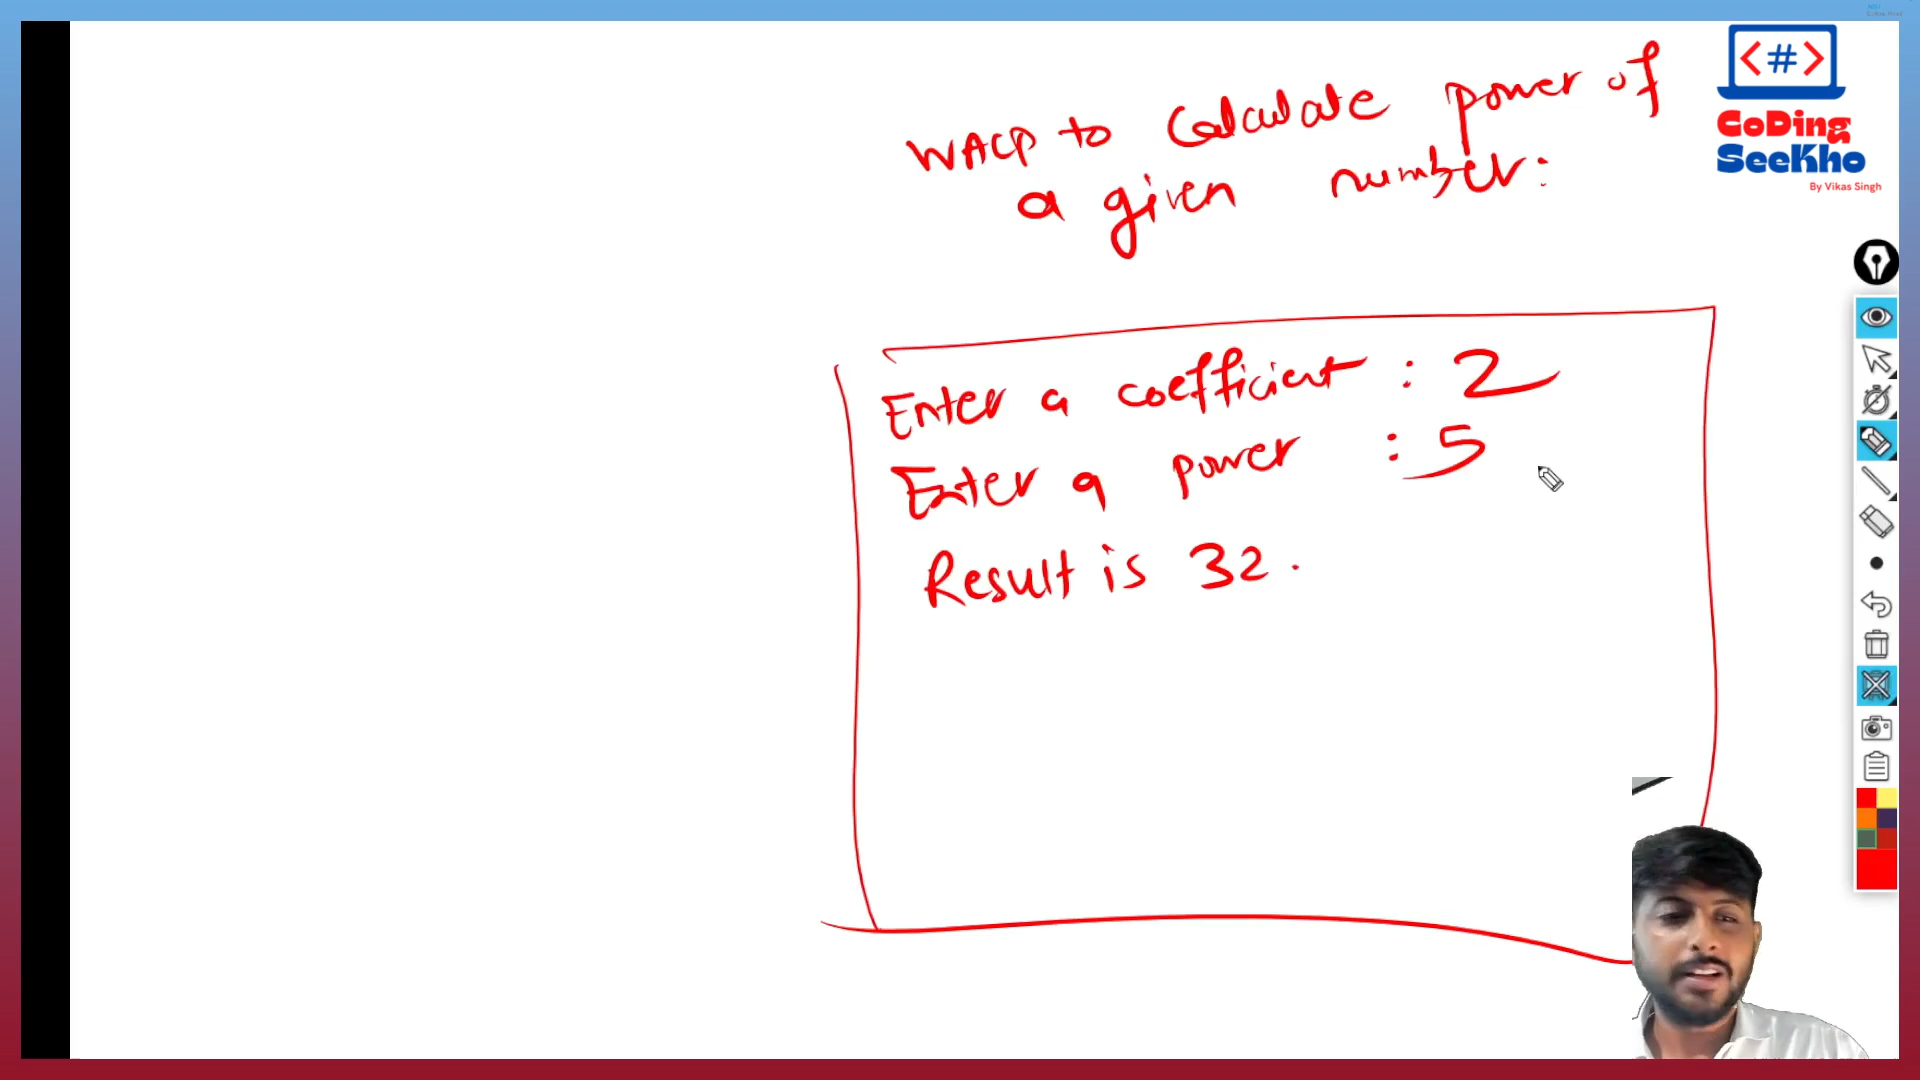 WACP to Calculate power of
a given number:
<#>
CoDing
SeeKho
By Vikas Singh
Enter a coefficient : 2
Enter a power : 5
Result is 32.